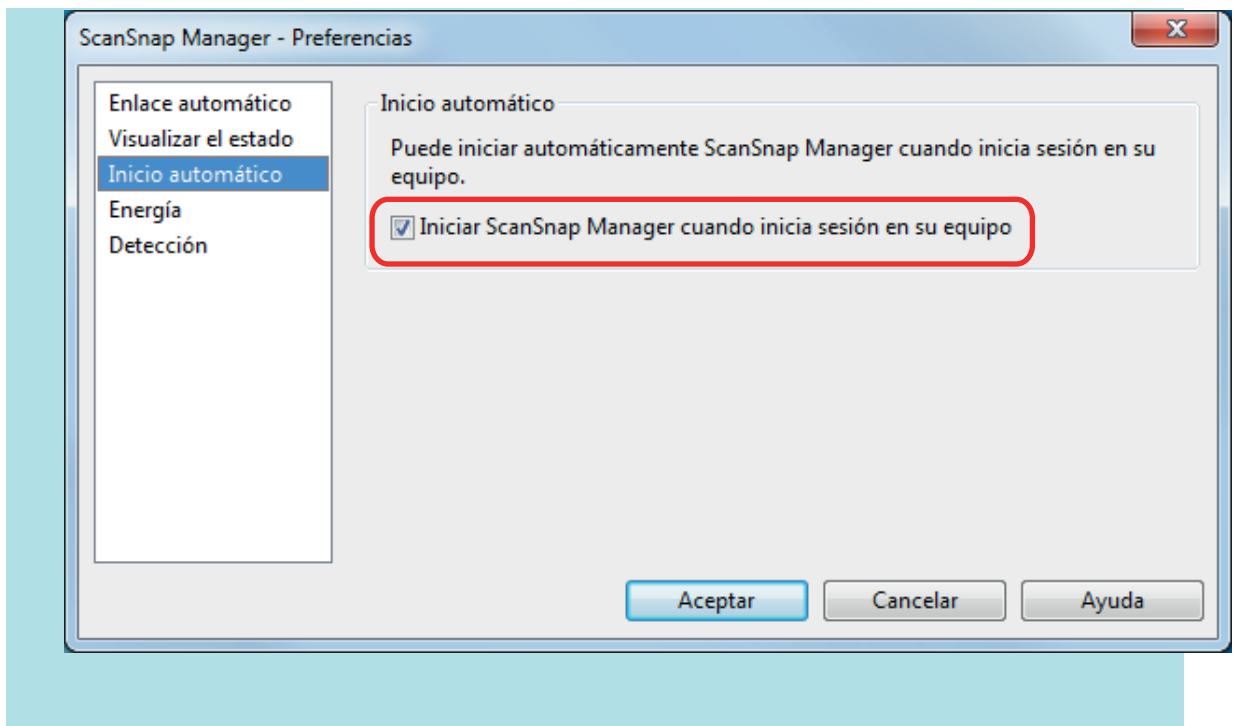 ScanSnap Manager - Preferencias
Enlace automático
Visualizar el estado
Inicio automático
Energía
Detección
Inicio automático
Puede iniciar automáticamente ScanSnap Manager cuando inicia sesión en su
equipo.
Iniciar ScanSnap Manager cuando inicia sesión en su equipo
Aceptar
Cancelar
Ayuda